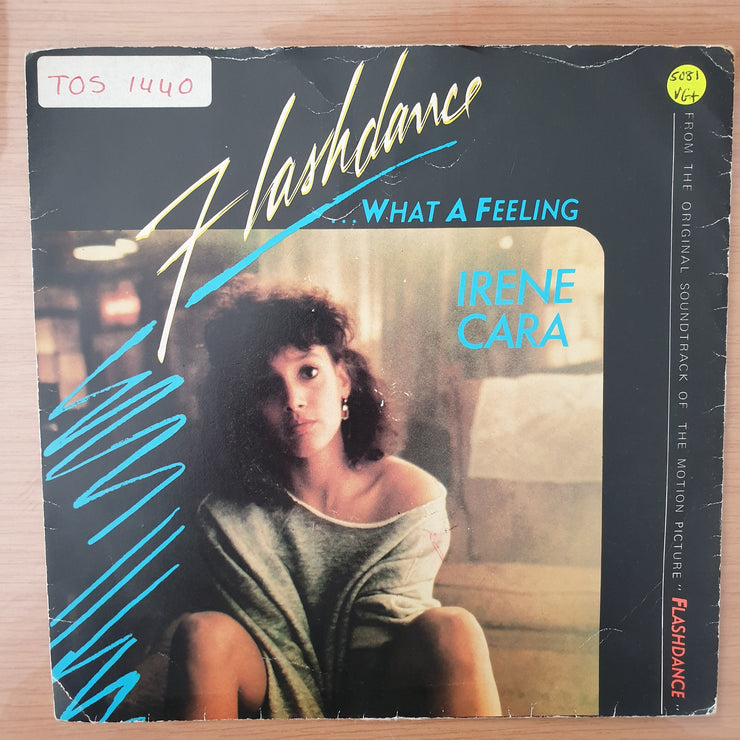 TOS 1440
5081
VG+
Flashdance
...WHAT A FEELING
IRENE
CARA
FROM THE ORIGINAL SOUNDTRACK OF THE MOTION PICTURE "FLASHDANCE"